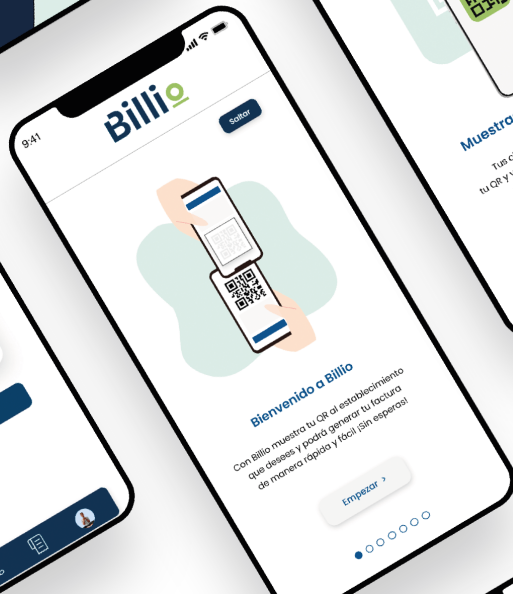 9:41
Billio
Saltar
Bienvenido a Billio
Con Billio muestra tu QR al establecimiento
que desees y podrá generar tu factura
de manera rápida y fácil ¡Sin esperas!
Empezar >
Muestra
Tus
tu QR y